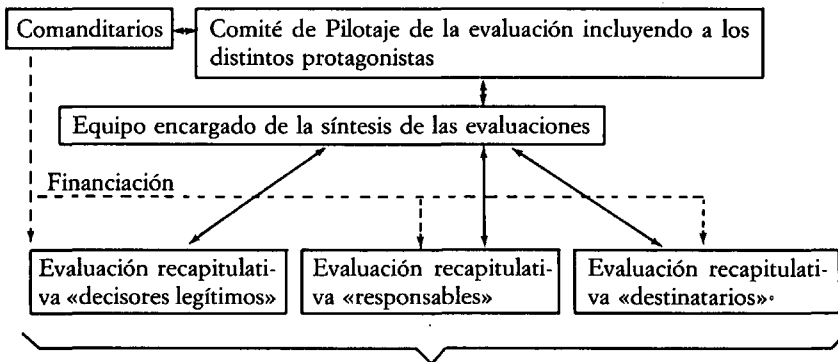 Comanditarios
Comité de Pilotaje de la evaluación incluyendo a los
distintos protagonistas
Equipo encargado de la síntesis de las evaluaciones
Financiación
Evaluación recapitulati-
va «decisores legítimos»
Evaluación recapitulati-
va «responsables»
Evaluación recapitulati-
va «destinatarios»